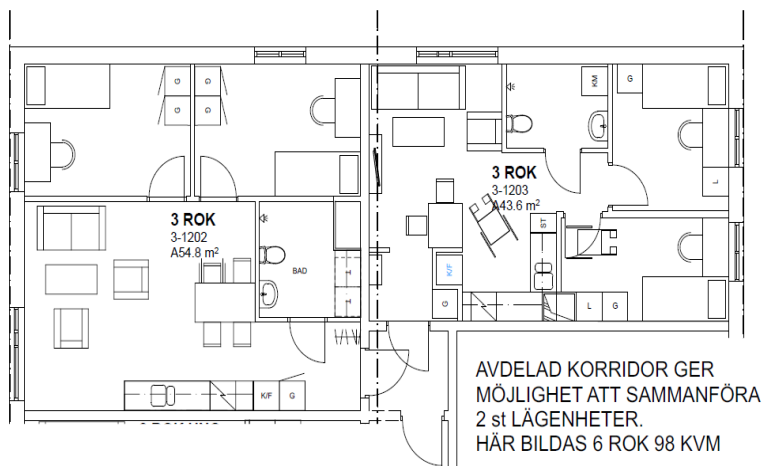 G
G
G
G
KM
G
3 ROK
3-1203
A43.6 m²
L
3 ROK
3-1202
A54.8 m²
ST
BAD
K/F
T
T
G
L
G
K/F
G
AVDELAD KORRIDOR GER
MÖJLIGHET ATT SAMMANFÖRA
2 st LÄGENHETER.
HÄR BILDAS 6 ROK 98 KVM